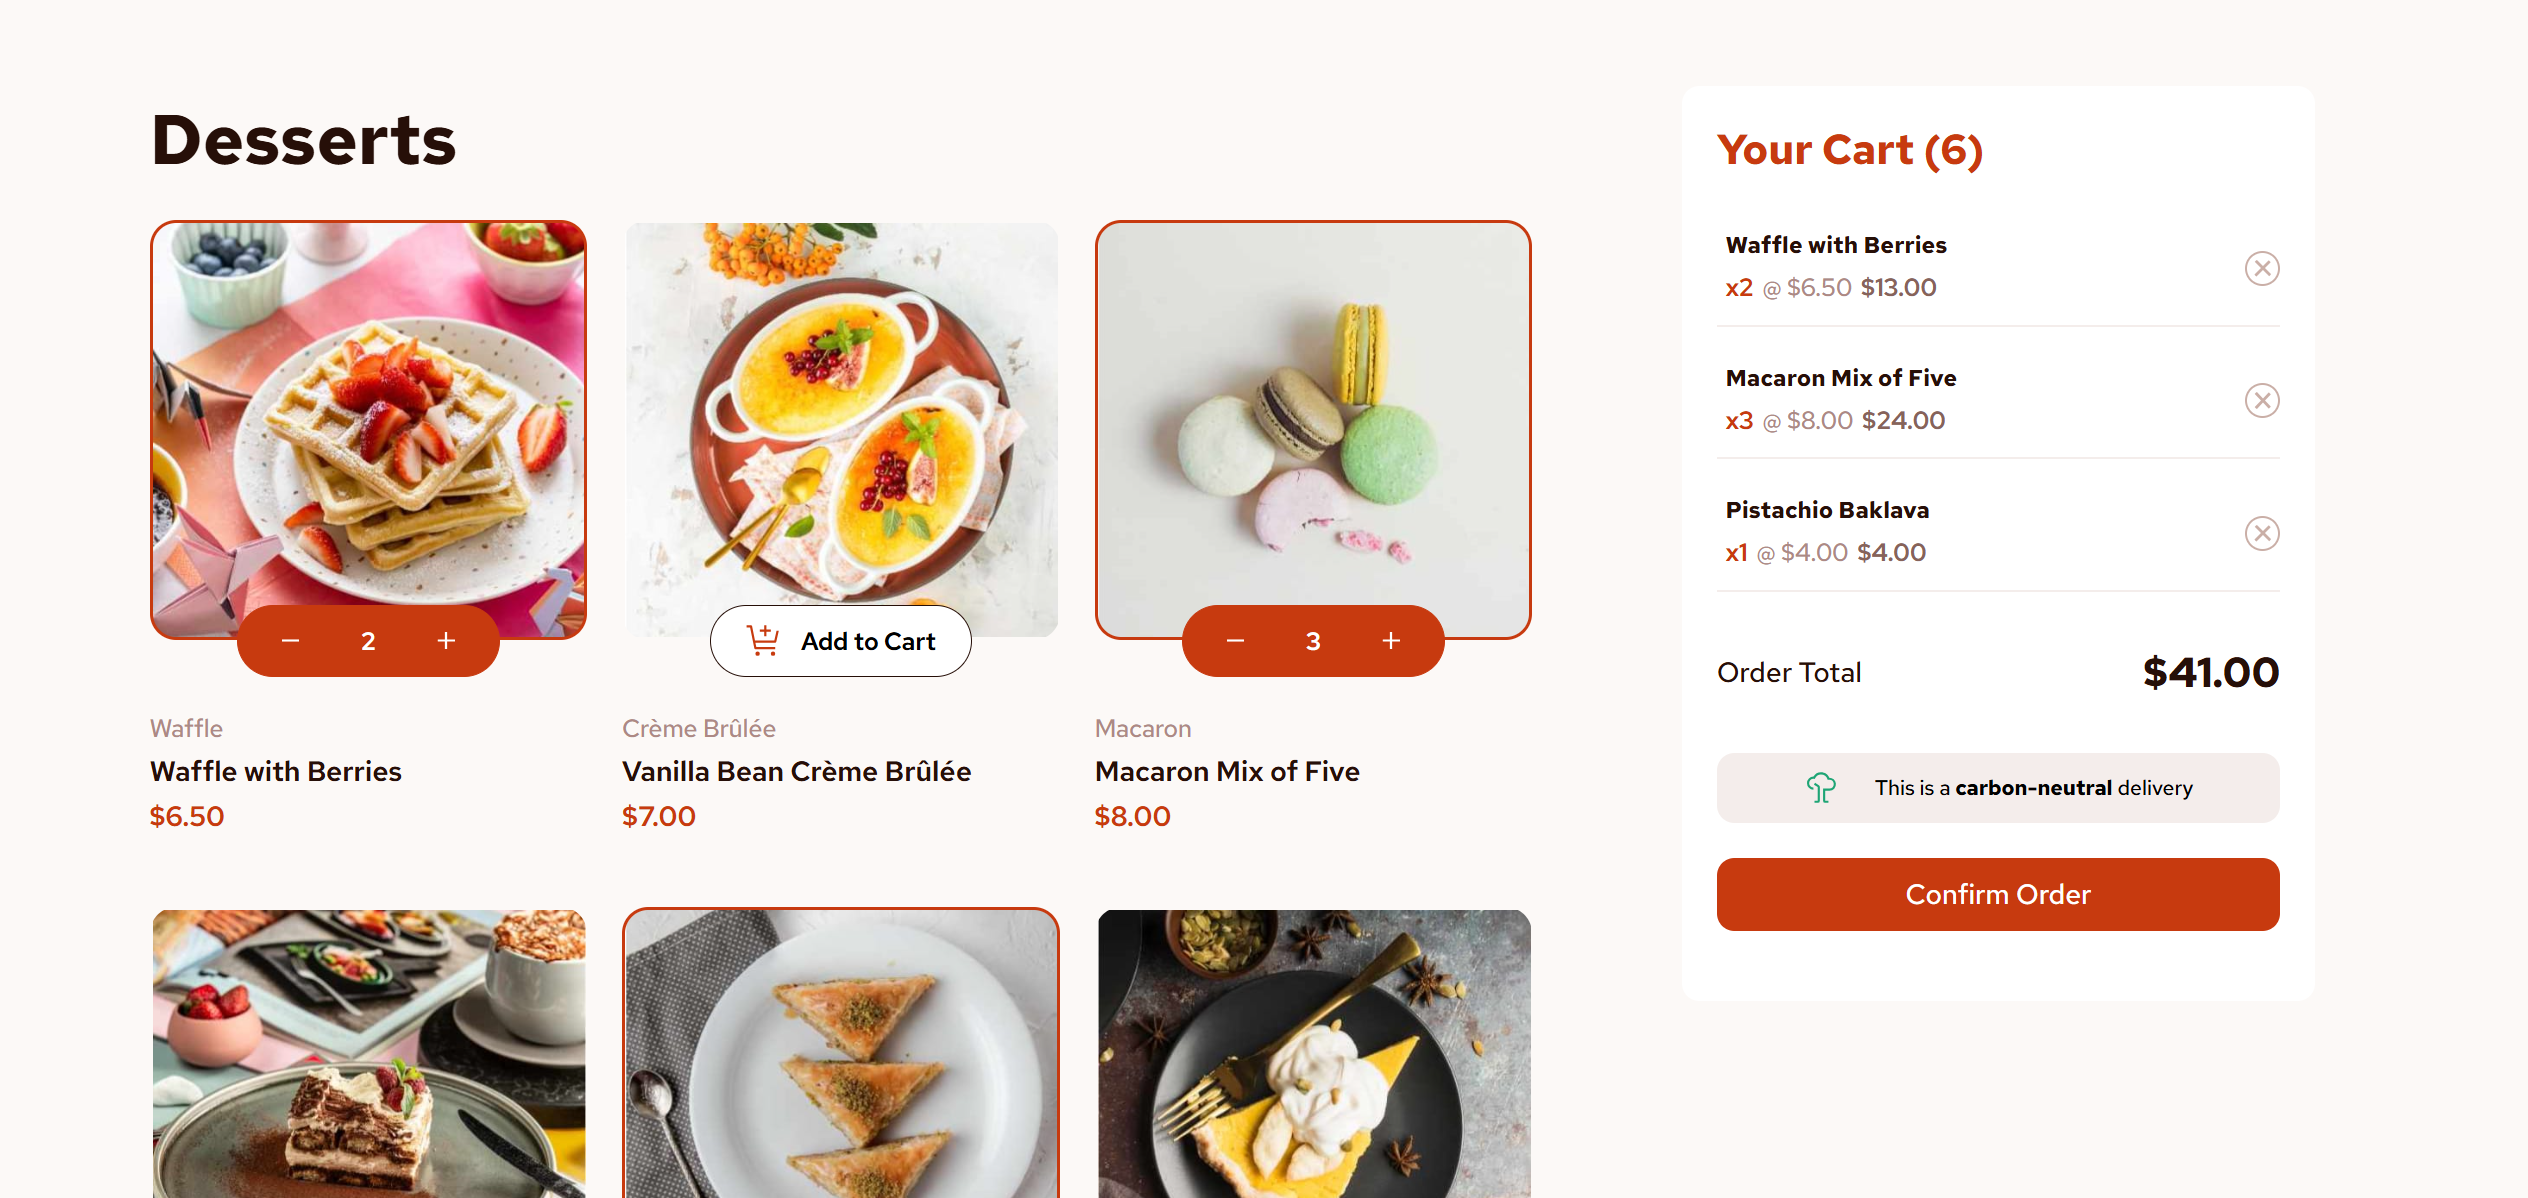 Desserts
2
Add to Cart
3
Waffle
Waffle with Berries
$6.50
Crème Brûlée
Vanilla Bean Crème Brûlée
$7.00
Macaron
Macaron Mix of Five
$8.00
Your Cart (6)
Waffle with Berries
x2 @ $6.50 $13.00
Macaron Mix of Five
x3 @ $8.00 $24.00
Pistachio Baklava
x1 @ $4.00 $4.00
Order Total $41.00
This is a carbon-neutral delivery
Confirm Order